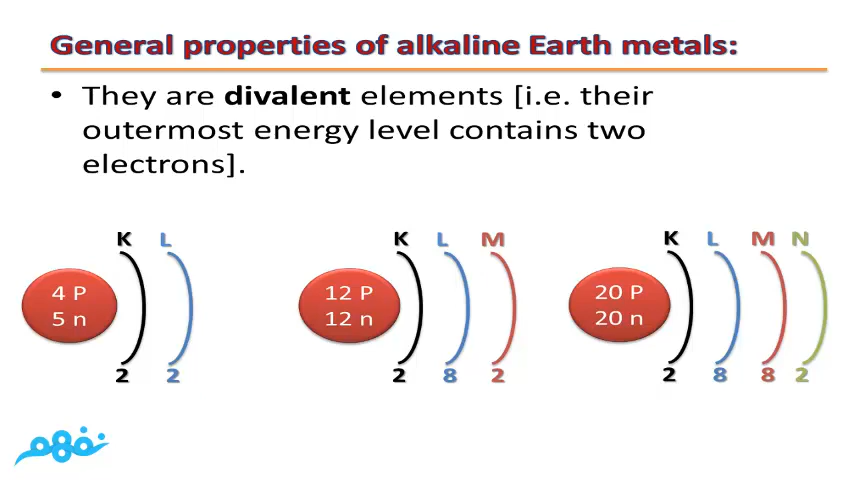 General properties of alkaline Earth metals:
• They are divalent elements [i.e. their
outermost energy level contains two
electrons].
K L
4 P
5 n
2 2
K L M
12 P
12 n
2 8 2
K L M N
20 P
20 n
2 8 8 2
نفهم